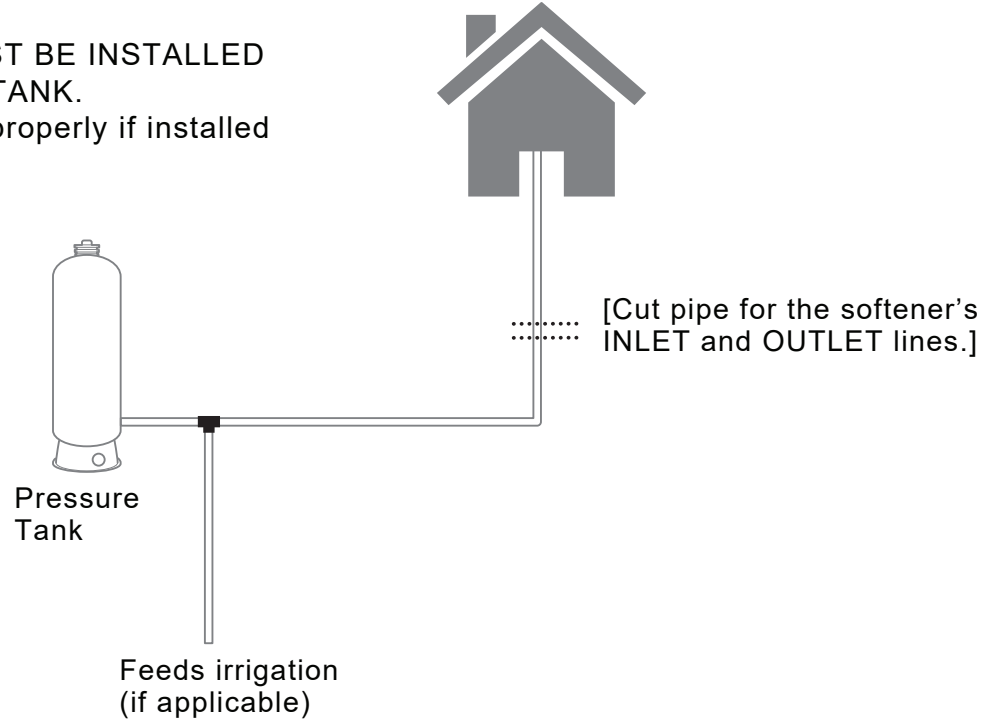 ST BE INSTALLED
TANK.
properly if installed
[Cut pipe for the softener’s
INLET and OUTLET lines.]
Pressure
Tank
Feeds irrigation
(if applicable)